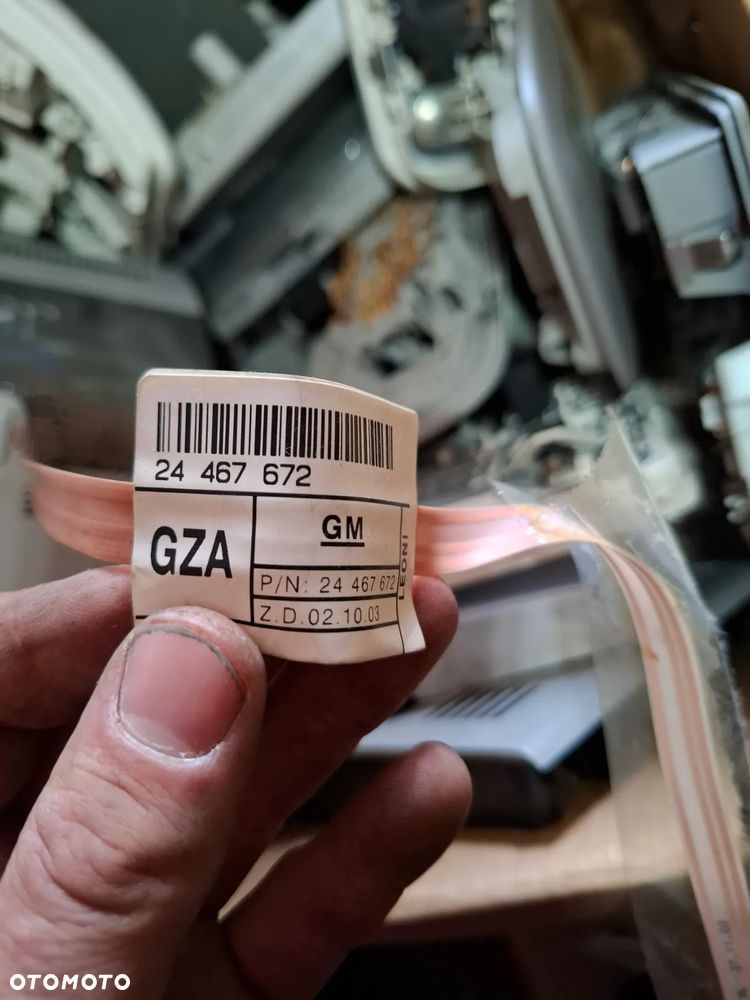 24 467 672
GZA
GM
P/N: 24 467 672
Z.D.02.10.03
LEONI
OTOMOTO